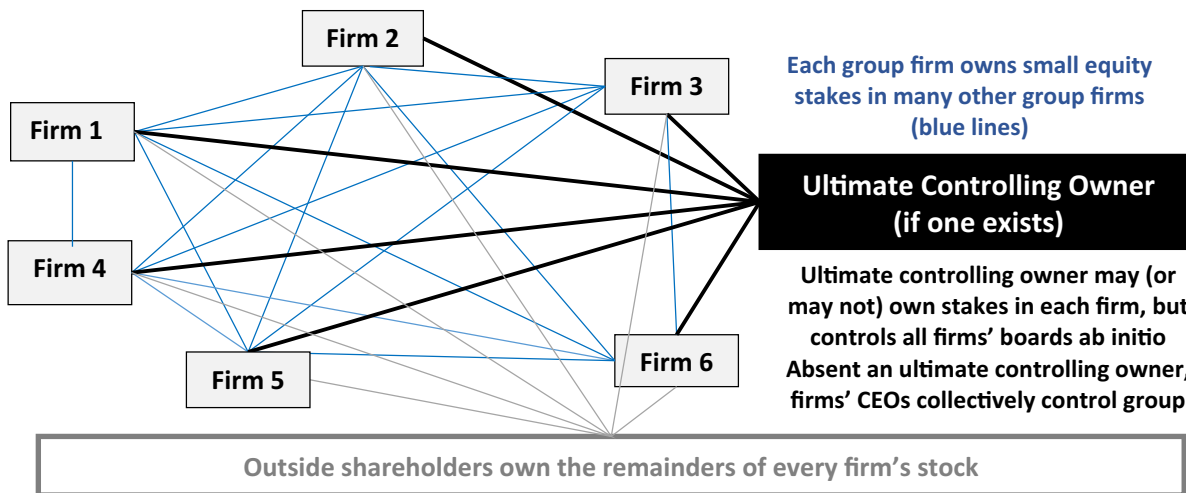 Firm 2
Firm 3
Each group firm owns small equity
stakes in many other group firms
(blue lines)
Firm 1
Ultimate Controlling Owner
(if one exists)
Firm 4
Ultimate controlling owner may (or
may not) own stakes in each firm, but
controls all firms’ boards ab initio
Absent an ultimate controlling owner,
firms’ CEOs collectively control group
Firm 6
Firm 5
Outside shareholders own the remainders of every firm’s stock